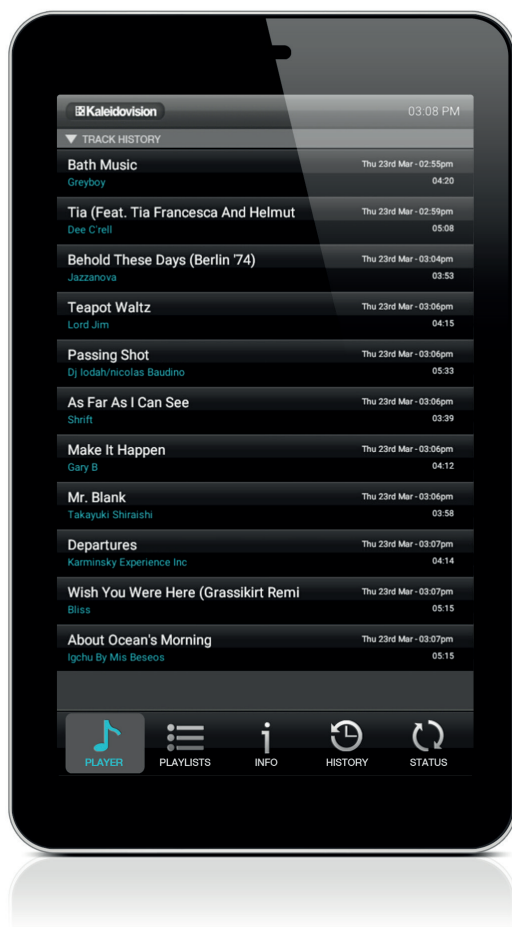 Kaleidovision 03:08 PM
TRACK HISTORY
Bath Music Thu 23rd Mar - 02:55pm
Greyboy 04:20
Tia (Feat. Tia Francesca And Helmut Thu 23rd Mar - 02:59pm
Dee C'rell 05:08
Behold These Days (Berlin '74) Thu 23rd Mar - 03:04pm
Jazzanova 03:53
Teapot Waltz Thu 23rd Mar - 03:06pm
Lord Jim 04:15
Passing Shot Thu 23rd Mar - 03:06pm
Dj Iodah/nicolas Baudino 05:33
As Far As I Can See Thu 23rd Mar - 03:06pm
Shrift 03:39
Make It Happen Thu 23rd Mar - 03:06pm
Gary B 04:12
Mr. Blank Thu 23rd Mar - 03:06pm
Takayuki Shiraishi 03:58
Departures Thu 23rd Mar - 03:07pm
Karminsky Experience Inc 04:14
Wish You Were Here (Grassikirt Remi Thu 23rd Mar - 03:07pm
Bliss 05:15
About Ocean's Morning Thu 23rd Mar - 03:07pm
Igchu By Mis Beseos 05:15
PLAYER PLAYLISTS INFO HISTORY STATUS